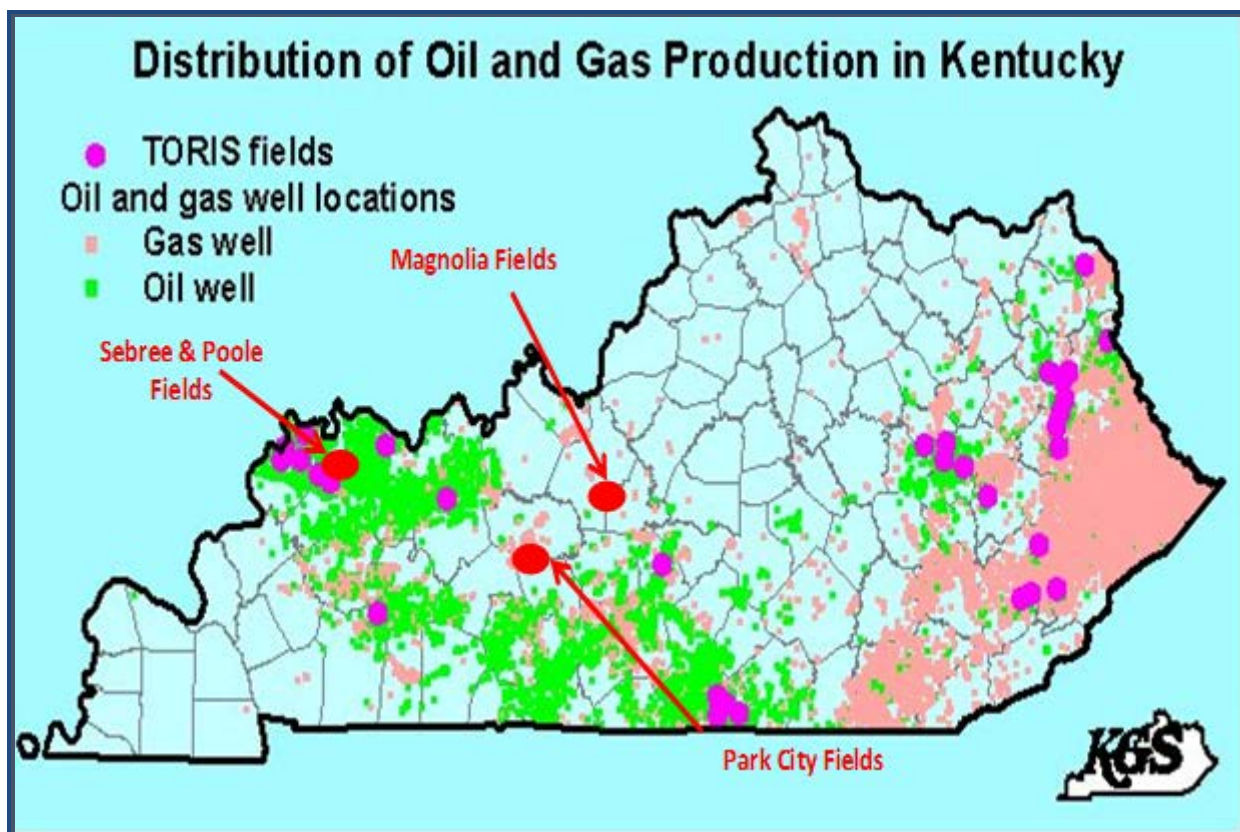 Distribution of Oil and Gas Production in Kentucky
TORIS fields
Oil and gas well locations
Gas well
Oil well
Magnolia Fields
Sebree & Poole
Fields
Park City Fields
KGS